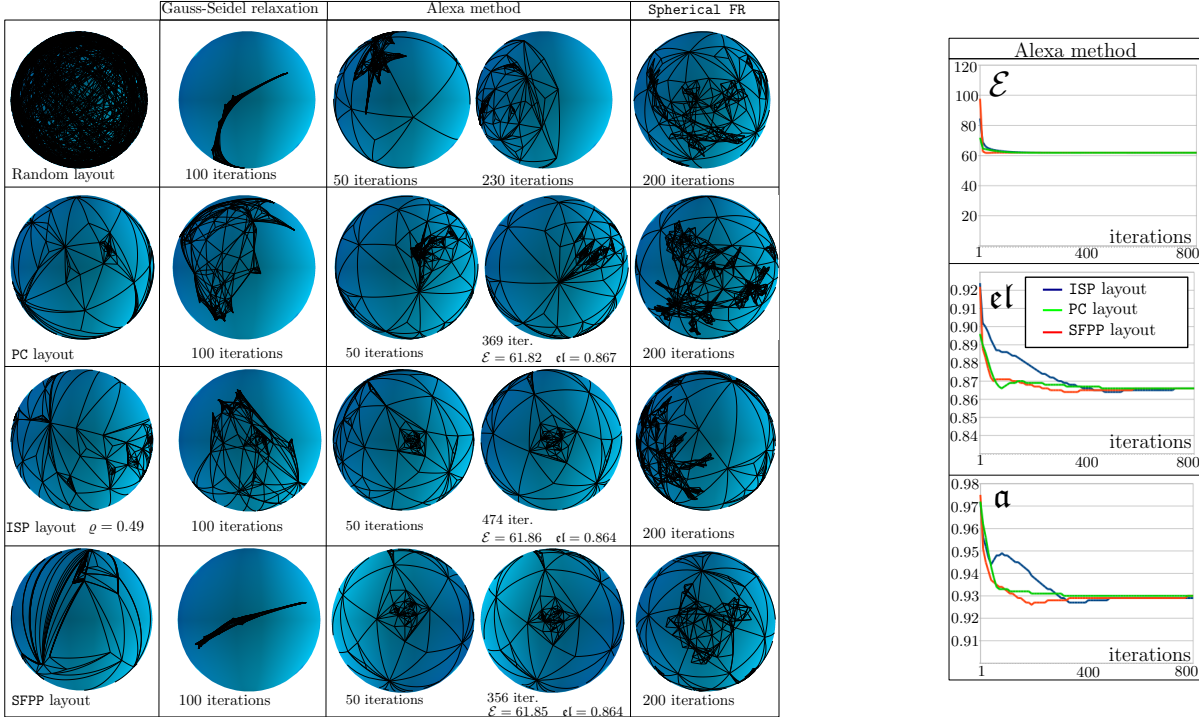 Gauss-Seidel relaxation
Alexa method
Spherical FR
Random layout
100 iterations
50 iterations
230 iterations
200 iterations
PC layout
100 iterations
50 iterations
369 iter.
ℰ = 61.82 𝔢𝔩 = 0.867
200 iterations
ISP layout ϱ = 0.49
100 iterations
50 iterations
474 iter.
ℰ = 61.86 𝔢𝔩 = 0.864
200 iterations
SFPP layout
100 iterations
50 iterations
356 iter.
ℰ = 61.85 𝔢𝔩 = 0.864
200 iterations
Alexa method
ℰ
120
100
80
60
40
20
iterations
1 400 800
𝔢𝔩
0.92
0.91
0.90
0.89
0.88
0.87
0.86
0.85
0.84
ISP layout
PC layout
SFPP layout
iterations
1 400 800
𝔞
0.98
0.97
0.96
0.95
0.94
0.93
0.92
0.91
iterations
1 400 800